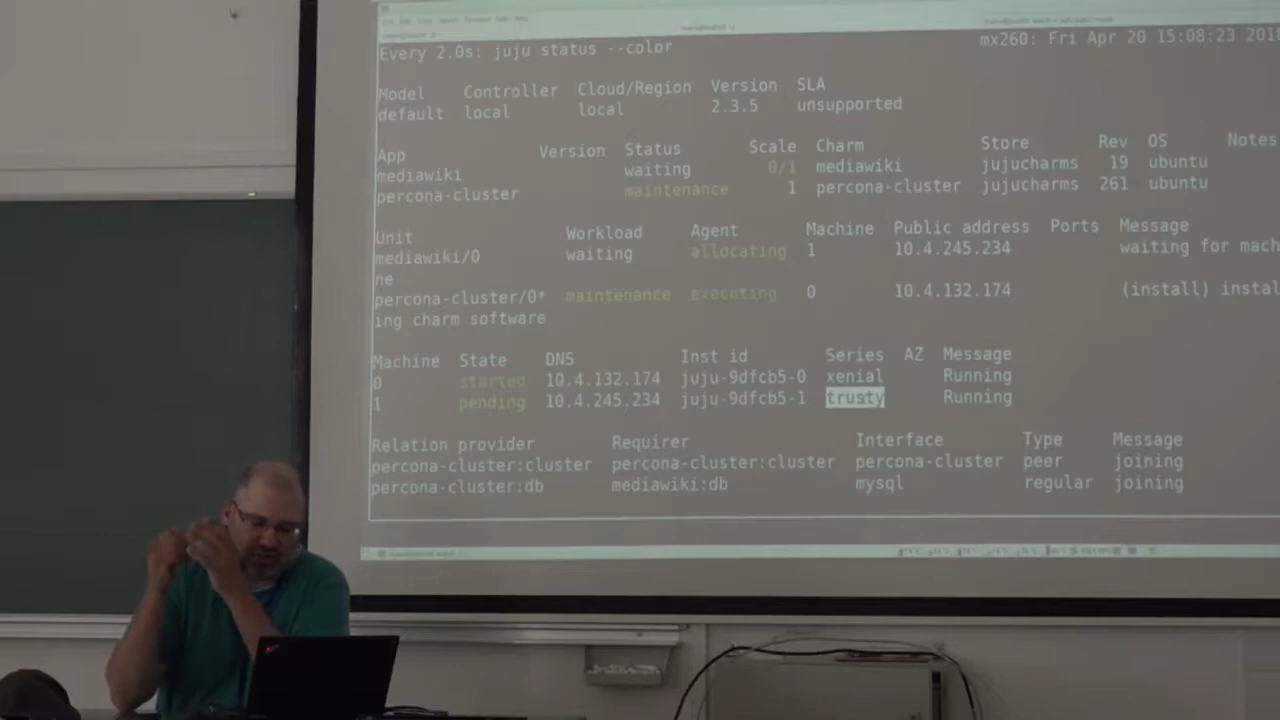 Every 2.0s: juju status --color mx260: Fri Apr 20 15:08:23 201
Model Controller Cloud/Region Version SLA
default local local 2.3.5 unsupported
App Version Status Scale Charm Store Rev OS Notes
mediawiki waiting 0/1 mediawiki jujucharms 19 ubuntu
percona-cluster maintenance 1 percona-cluster jujucharms 261 ubuntu
Unit Workload Agent Machine Public address Ports Message
mediawiki/0 waiting allocating 1 10.4.245.234 waiting for mach
ne
percona-cluster/0* maintenance executing 0 10.4.132.174 (install) instal
ing charm software
Machine State DNS Inst id Series AZ Message
0 started 10.4.132.174 juju-9dfcb5-0 xenial Running
1 pending 10.4.245.234 juju-9dfcb5-1 trusty Running
Relation provider Requirer Interface Type Message
percona-cluster:cluster percona-cluster:cluster percona-cluster peer joining
percona-cluster:db mediawiki:db mysql regular joining